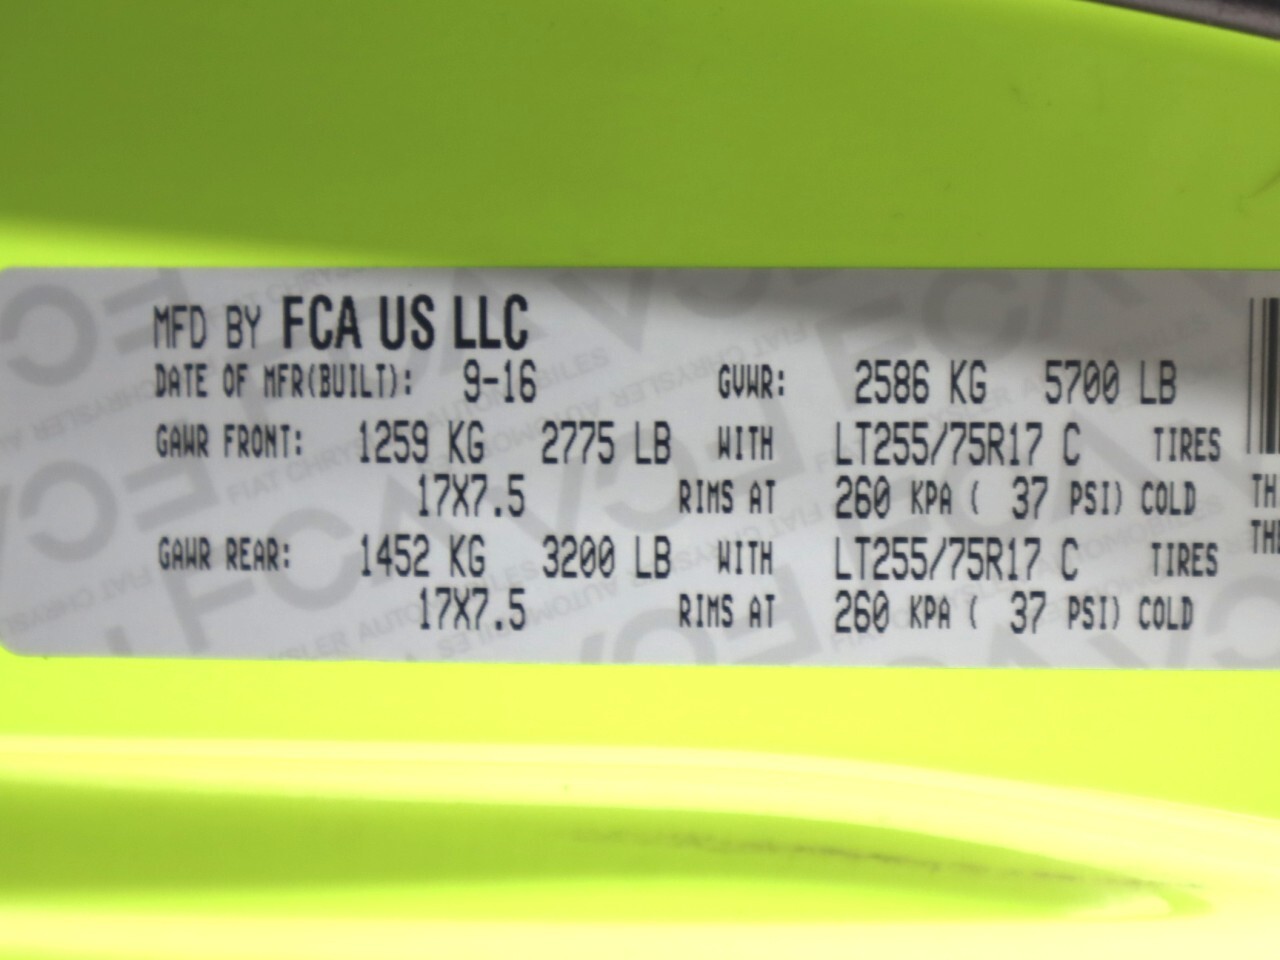 MFD BY FCA US LLC
DATE OF MFR(BUILT): 9-16 GVWR: 2586 KG 5700 LB
GAWR FRONT: 1259 KG 2775 LB WITH LT255/75R17 C TIRES
17X7.5 RIMS AT 260 KPA ( 37 PSI) COLD
GAWR REAR: 1452 KG 3200 LB WITH LT255/75R17 C TIRES
17X7.5 RIMS AT 260 KPA ( 37 PSI) COLD